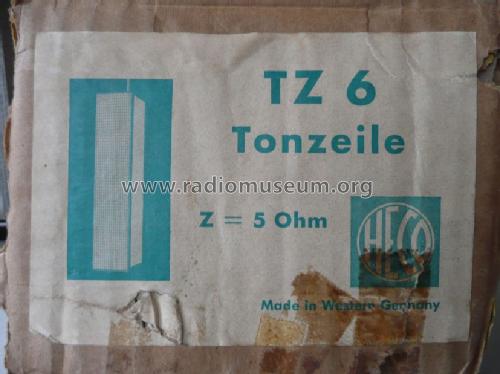 TZ 6
Tonzeile
www.radiomuseum.org
Z = 5 Ohm
HECO
Made in Western Germany